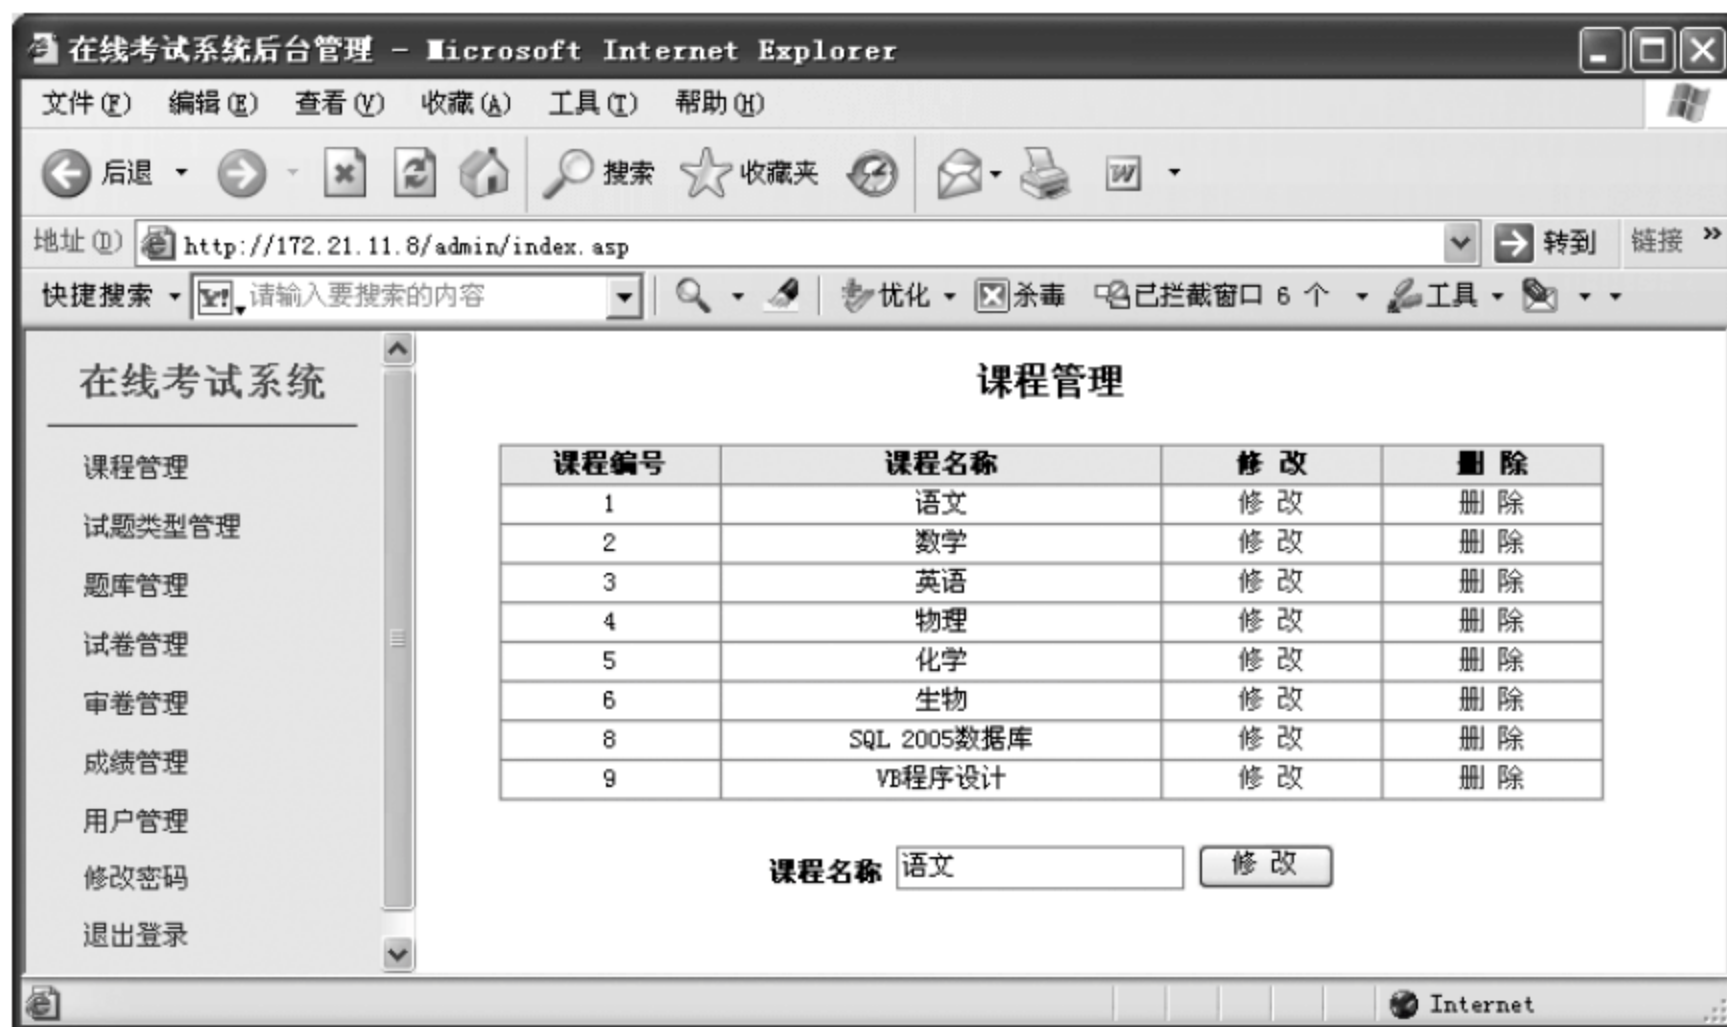 在线考试系统后台管理 - Microsoft Internet Explorer
文件(F) 编辑(E) 查看(V) 收藏(A) 工具(T) 帮助(H)
后退 搜索 收藏夹
地址(D) http://172.21.11.8/admin/index.asp 转到 链接 »
快捷搜索 Y! 请输入要搜索的内容 优化 杀毒 已拦截窗口 6 个 工具
在线考试系统
课程管理
试题类型管理
题库管理
试卷管理
审卷管理
成绩管理
用户管理
修改密码
退出登录
课程管理
课程编号 课程名称 修 改 删 除
1 语文 修 改 删 除
2 数学 修 改 删 除
3 英语 修 改 删 除
4 物理 修 改 删 除
5 化学 修 改 删 除
6 生物 修 改 删 除
8 SQL 2005数据库 修 改 删 除
9 VB程序设计 修 改 删 除
课程名称 语文 修 改
Internet